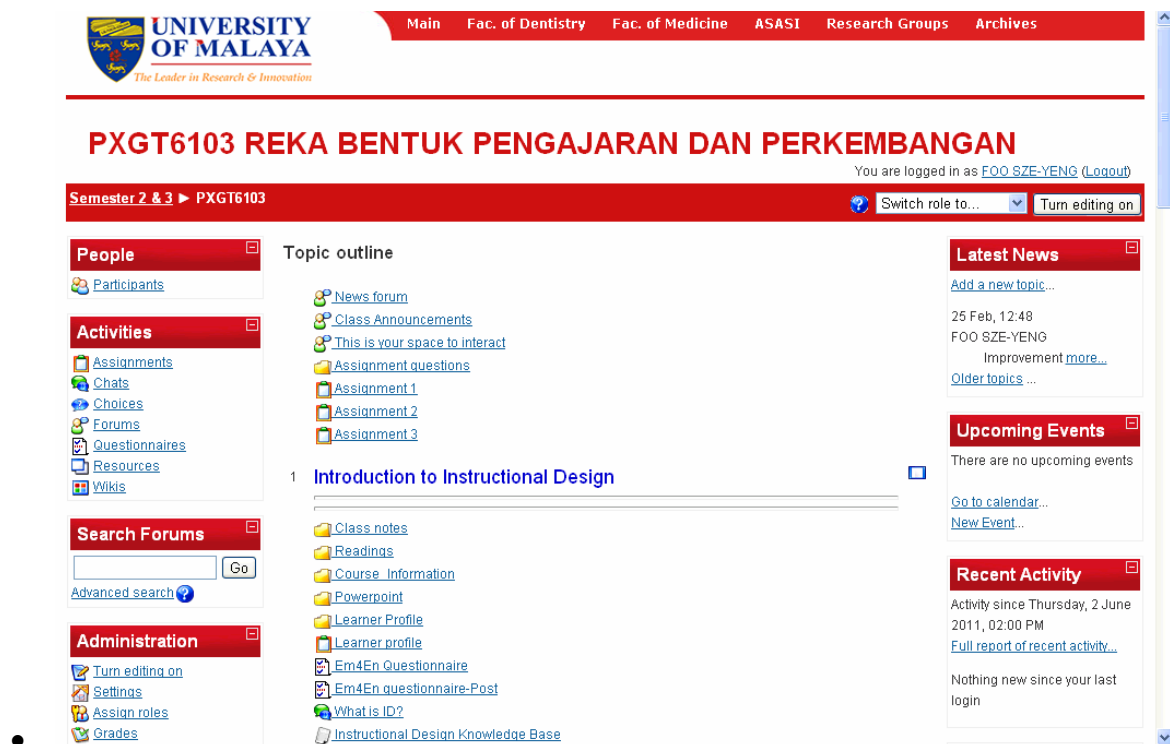 UNIVERSITY
OF MALAYA
The Leader in Research & Innovation
Main Fac. of Dentistry Fac. of Medicine ASASI Research Groups Archives
PXGT6103 REKA BENTUK PENGAJARAN DAN PERKEMBANGAN
You are logged in as FOO SZE-YENG (Logout)
Semester 2 & 3 ► PXGT6103
Switch role to...
Turn editing on
People
Participants
Activities
Assignments
Chats
Choices
Forums
Questionnaires
Resources
Wikis
Search Forums
Go
Advanced search
Administration
Turn editing on
Settings
Assign roles
Grades
Topic outline
News forum
Class Announcements
This is your space to interact
Assignment questions
Assignment 1
Assignment 2
Assignment 3
1 Introduction to Instructional Design
Class notes
Readings
Course Information
Powerpoint
Learner Profile
Learner profile
Em4En Questionnaire
Em4En questionnaire-Post
What is ID?
Instructional Design Knowledge Base
Latest News
Add a new topic...
25 Feb, 12:48
FOO SZE-YENG
Improvement more...
Older topics ...
Upcoming Events
There are no upcoming events
Go to calendar...
New Event...
Recent Activity
Activity since Thursday, 2 June
2011, 02:00 PM
Full report of recent activity...
Nothing new since your last
login